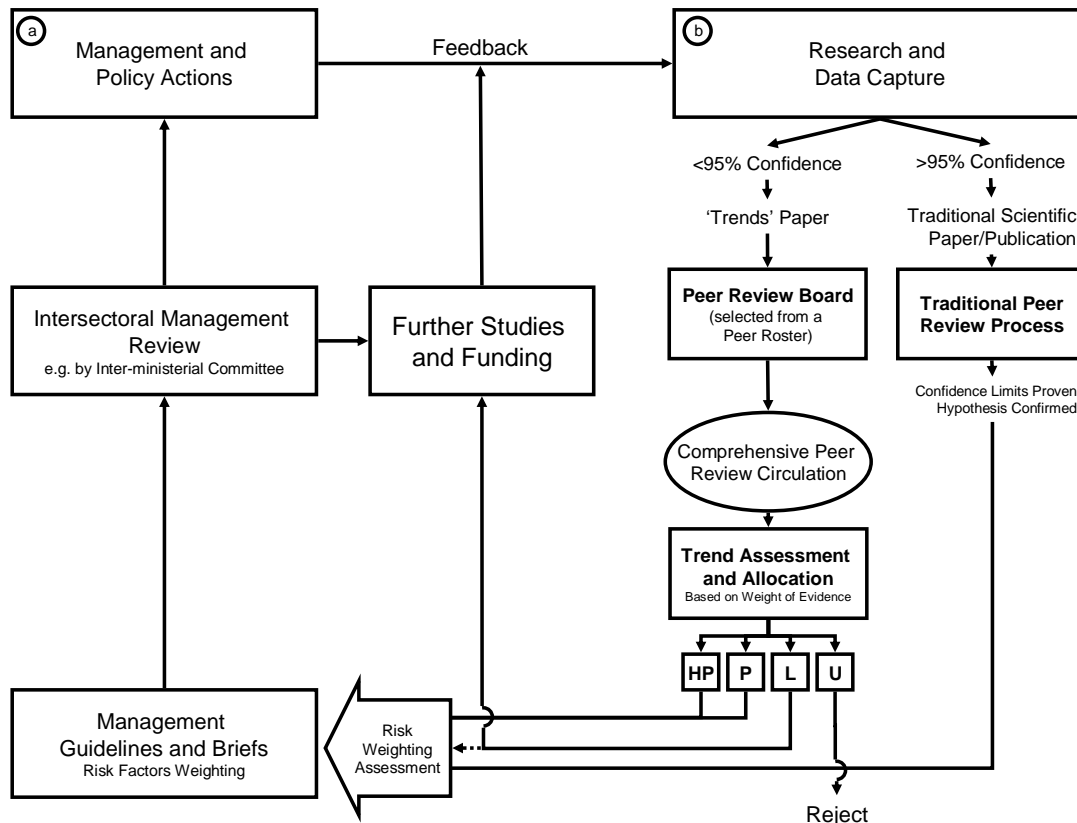 a
Management and
Policy Actions
Feedback
b
Research and
Data Capture
<95% Confidence
>95% Confidence
‘Trends’ Paper
Traditional Scientific
Paper/Publication
Peer Review Board
(selected from a
Peer Roster)
Traditional Peer
Review Process
Intersectoral Management
Review
e.g. by Inter-ministerial Committee
Further Studies
and Funding
Confidence Limits Proven
Hypothesis Confirmed
Comprehensive Peer
Review Circulation
Trend Assessment
and Allocation
Based on Weight of Evidence
HP
P
L
U
Management
Guidelines and Briefs
Risk Factors Weighting
Risk
Weighting
Assessment
Reject